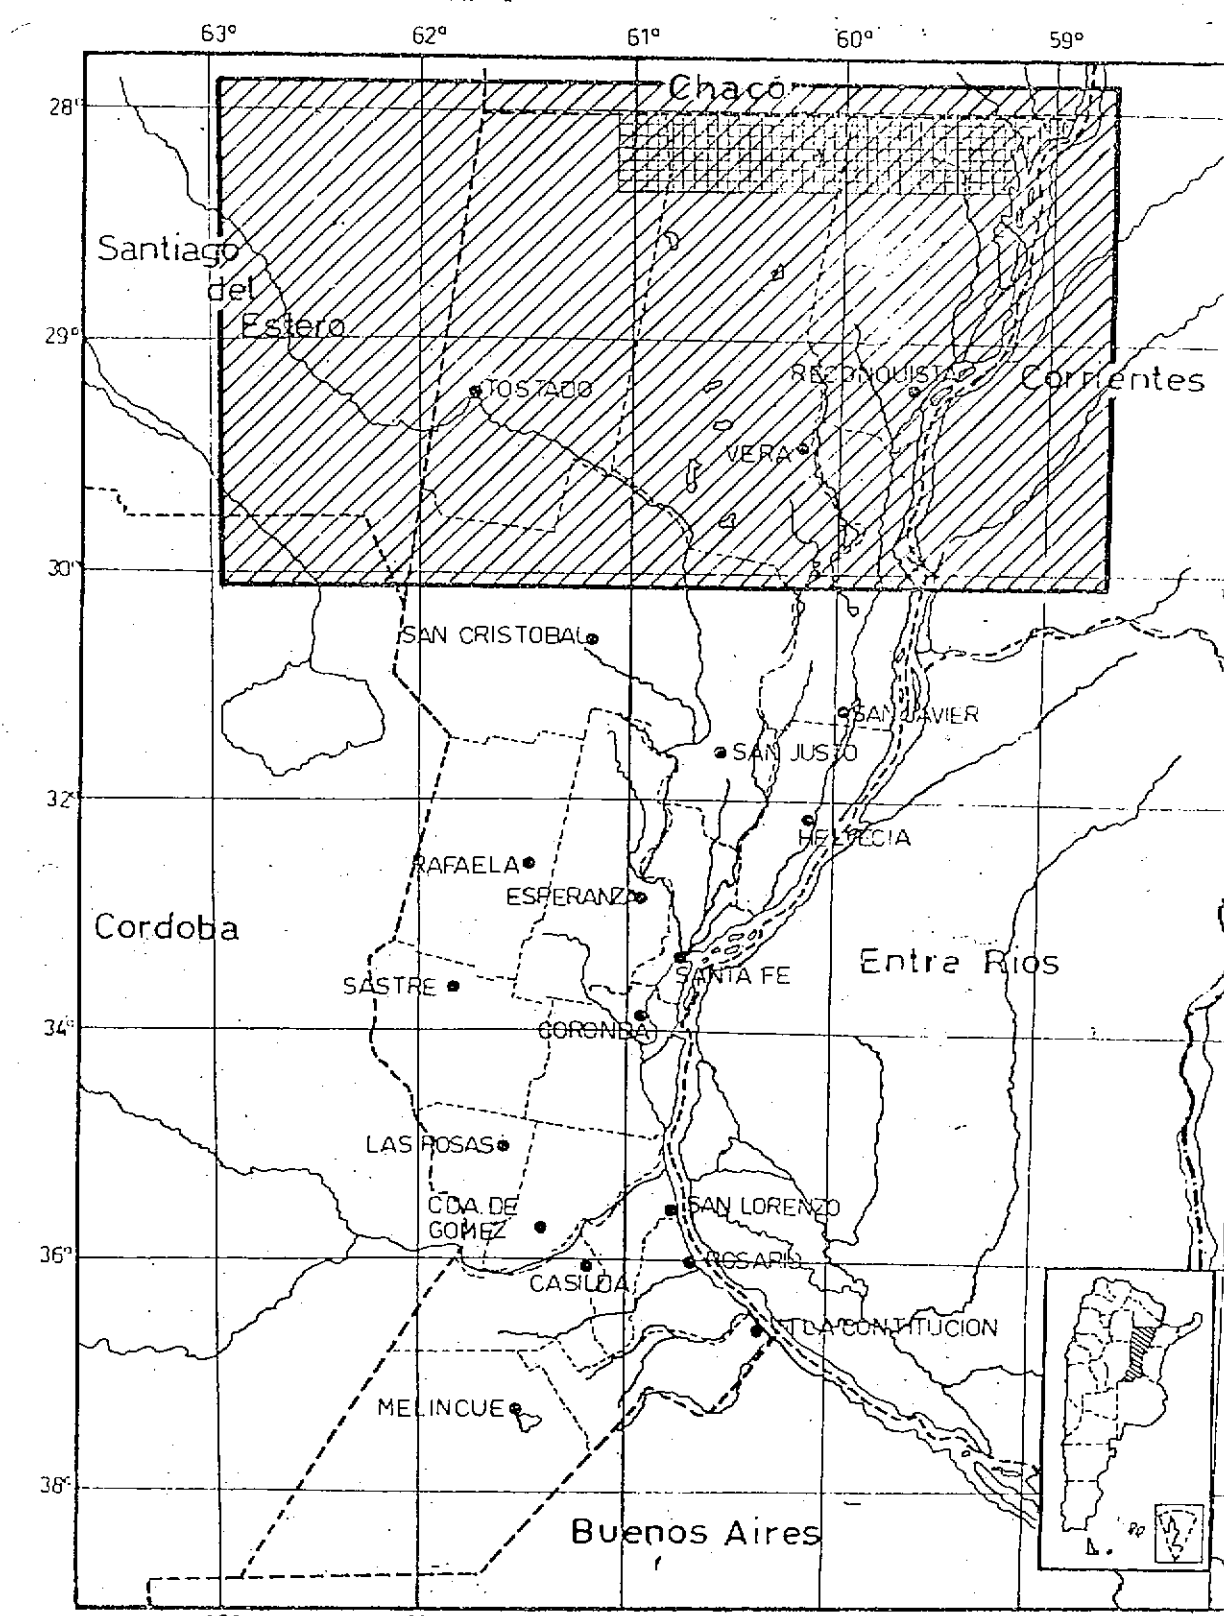 63° 62° 61° 60° 59°
Chaco
28°
Santiago
del
Estero
29°
TOSTADO
RECONQUISTA
Corrientes
VERA
30°
SAN CRISTOBAL
SAN JAVIER
SAN JUSTO
32°
HELVECIA
RAFAELA
ESPERANZA
Cordoba
Entre Rios
SASTRE
SANTA FE
34°
CORONDA
LAS ROSAS
CDA. DE
GOMEZ
SAN LORENZO
36°
ROSARIO
CASILDA
LA CONTITUCION
MELINCUE
38°
Buenos Aires